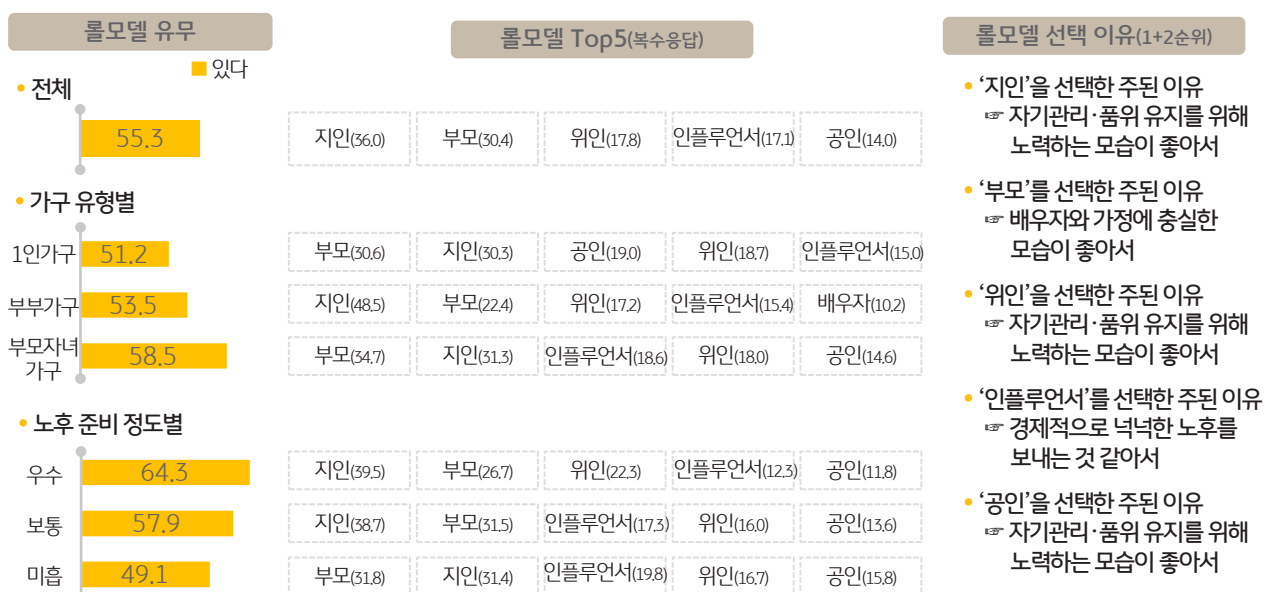 롤모델 유무
롤모델 Top5(복수응답)
롤모델 선택 이유(1+2순위)
■ 있다
• 전체
55.3
지인(36.0) 부모(30.4) 위인(17.8) 인플루언서(17.1) 공인(14.0)
• 가구 유형별
1인가구 51.2 부모(30.6) 지인(30.3) 공인(19.0) 위인(18.7) 인플루언서(15.0)
부부가구 53.5 지인(48.5) 부모(22.4) 위인(17.2) 인플루언서(15.4) 배우자(10.2)
부모자녀
가구
58.5 부모(34.7) 지인(31.3) 인플루언서(18.6) 위인(18.0) 공인(14.6)
• 노후 준비 정도별
우수 64.3 지인(39.5) 부모(26.7) 위인(22.3) 인플루언서(12.3) 공인(11.8)
보통 57.9 지인(38.7) 부모(31.5) 인플루언서(17.3) 위인(16.0) 공인(13.6)
미흡 49.1 부모(31.8) 지인(31.4) 인플루언서(19.8) 위인(16.7) 공인(15.8)
• ‘지인’을 선택한 주된 이유
☞ 자기관리·품위 유지를 위해
노력하는 모습이 좋아서
• ‘부모’를 선택한 주된 이유
☞ 배우자와 가정에 충실한
모습이 좋아서
• ‘위인’을 선택한 주된 이유
☞ 자기관리·품위 유지를 위해
노력하는 모습이 좋아서
• ‘인플루언서’를 선택한 주된 이유
☞ 경제적으로 넉넉한 노후를
보내는 것 같아서
• ‘공인’을 선택한 주된 이유
☞ 자기관리·품위 유지를 위해
노력하는 모습이 좋아서